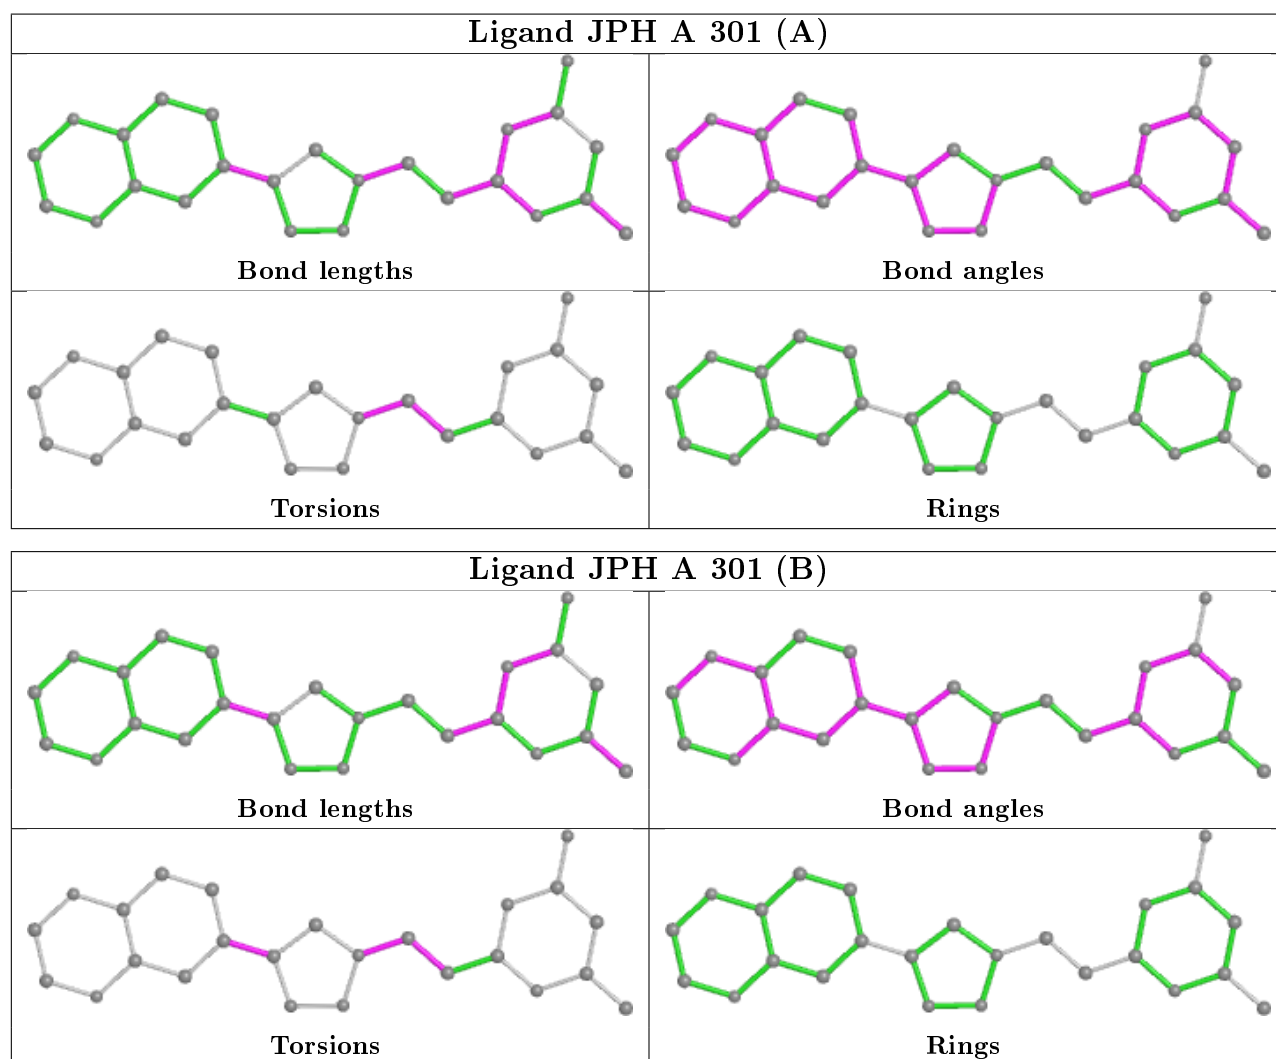 Ligand JPH A 301 (A)
Bond lengths
Bond angles
Torsions
Rings
Ligand JPH A 301 (B)
Bond lengths
Bond angles
Torsions
Rings